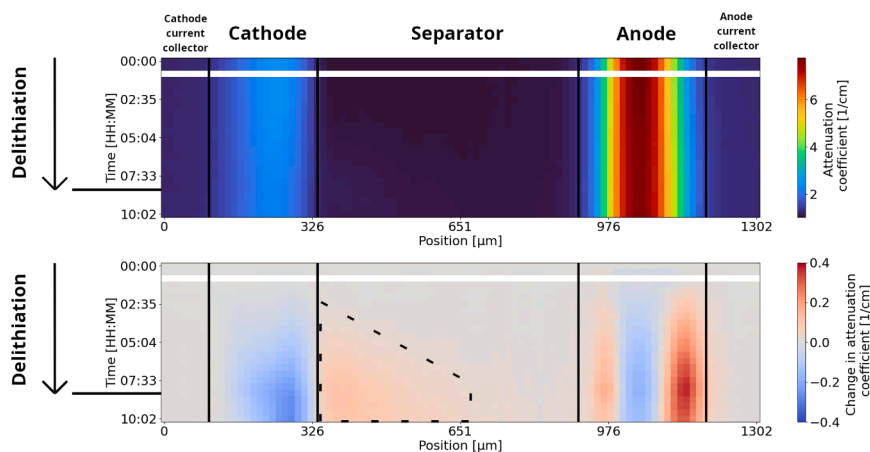 Cathode
current
collector
Cathode
Separator
Anode
Anode
current
collector
Delithiation
Time [HH:MM]
00:00
02:35
05:04
07:33
10:02
0
326
651
976
1302
Position [µm]
6
4
2
Attenuation
coefficient [1/cm]
Delithiation
Time [HH:MM]
00:00
02:35
05:04
07:33
10:02
0
326
651
976
1302
Position [µm]
0.4
0.2
0.0
−0.2
−0.4
Change in attenuation
coefficient [1/cm]